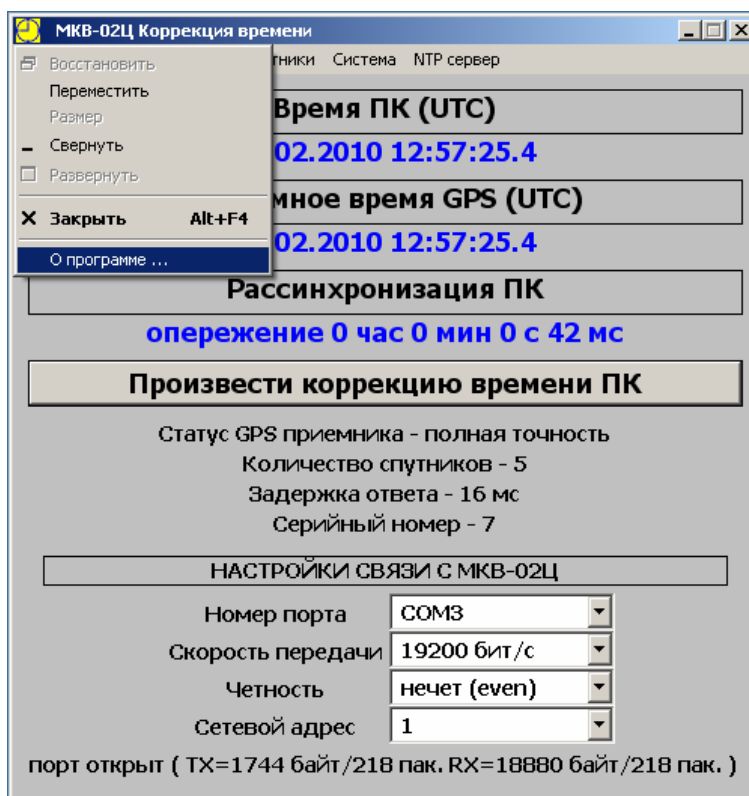 МКВ-02Ц Коррекция времени
тники Система NTP сервер
Восстановить
Переместить
Размер
Свернуть
Развернуть
Закрыть Alt+F4
О программе ...
Время ПК (UTC)
02.2010 12:57:25.4
мное время GPS (UTC)
02.2010 12:57:25.4
Рассинхронизация ПК
опережение 0 час 0 мин 0 с 42 мс
Произвести коррекцию времени ПК
Статус GPS приемника - полная точность
Количество спутников - 5
Задержка ответа - 16 мс
Серийный номер - 7
НАСТРОЙКИ СВЯЗИ С МКВ-02Ц
Номер порта COM3
Скорость передачи 19200 бит/с
Четность нечет (even)
Сетевой адрес 1
порт открыт ( TX=1744 байт/218 пак. RX=18880 байт/218 пак. )